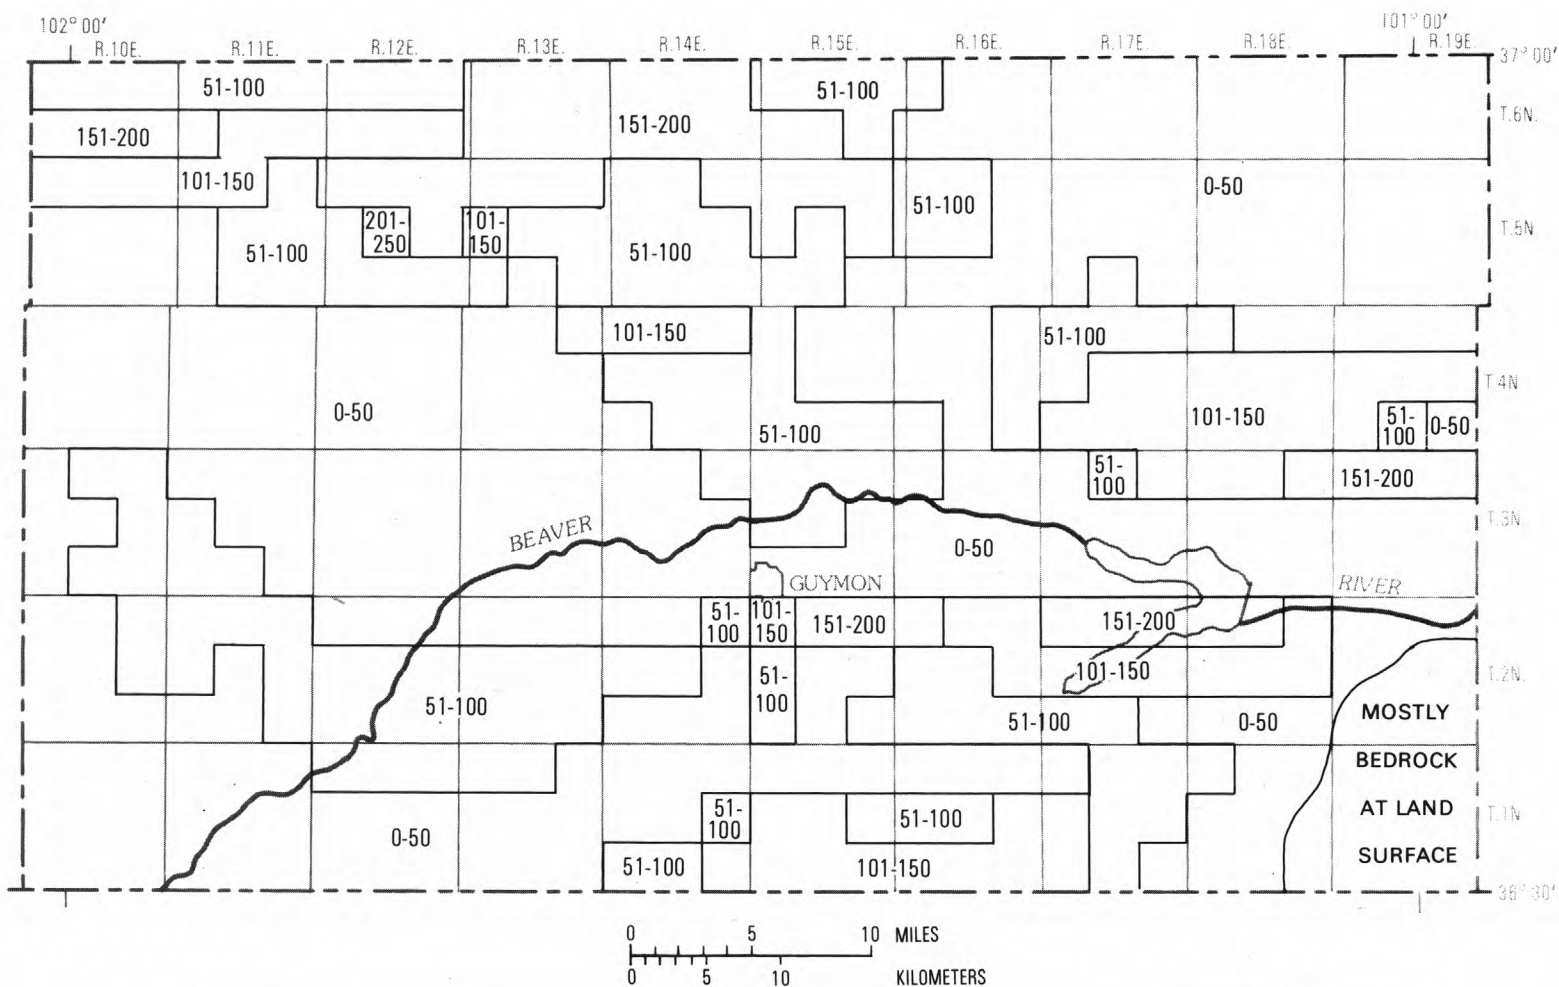 102° 00'
101° 00'
R.10E. R.11E. R.12E. R.13E. R.14E. R.15E. R.16E. R.17E. R.18E. R.19E.
37° 00'
51-100
51-100
T.6N.
151-200
151-200
101-150
0-50
51-100
201-
250
101-
150
51-100
51-100
T.5N
101-150
51-100
T.4N
0-50
101-150
51-
100
0-50
51-100
51-
100
151-200
T.3N
BEAVER
0-50
GUYMON
RIVER
51-
100
101-
150
151-200
151-200
101-150
T.2N.
51-
100
51-100
51-100
0-50
MOSTLY
BEDROCK
AT LAND
SURFACE
51-
100
51-100
T.1N
0-50
51-100
101-150
36° 30'
0 5 10 MILES
0 5 10 KILOMETERS